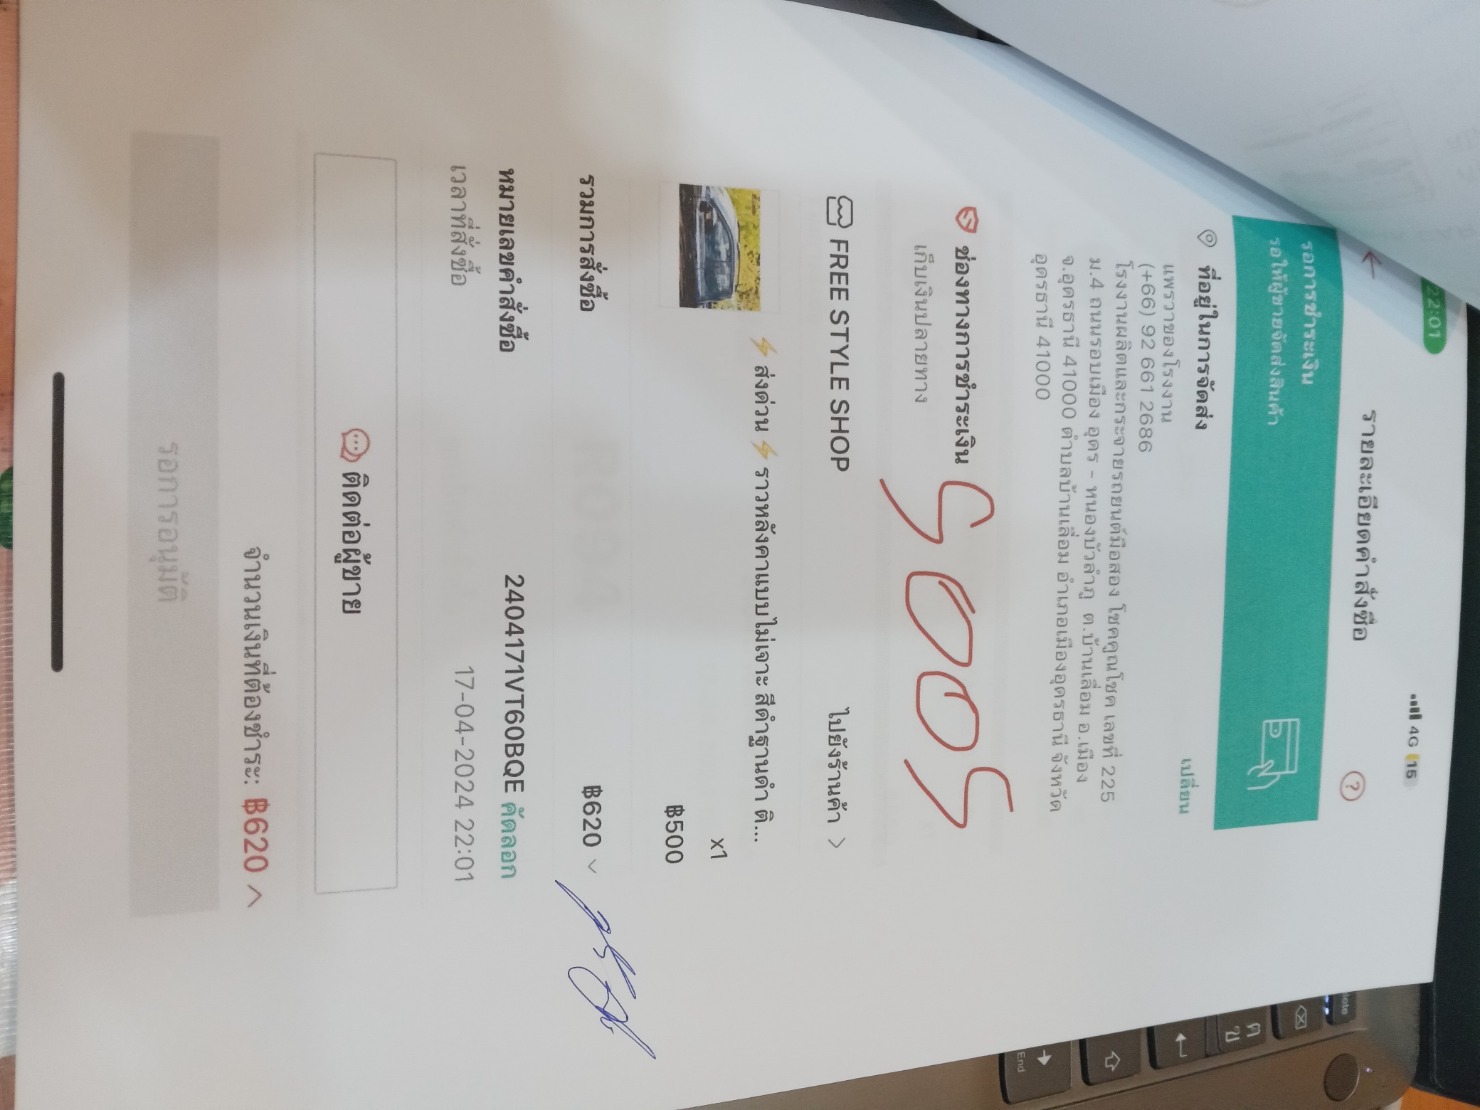 22:01
4G 15
รายละเอียดคำสั่งซื้อ
?
รอการชำระเงิน
รอให้ผู้ขายจัดส่งสินค้า
ที่อยู่ในการจัดส่ง
เปลี่ยน
แพรวาของโรงงาน
(+66) 92 661 2686
โรงงานผลิตและกระจายรถยนต์มือสอง โชคคูณโชค เลขที่ 225
ม.4 ถนนรอบเมือง อุดร - หนองบัวลำภู ต.บ้านเลื่อม อ.เมือง
จ.อุดรธานี 41000 ตำบลบ้านเลื่อม อำเภอเมืองอุดรธานี จังหวัด
อุดรธานี 41000
ช่องทางการชำระเงิน
เก็บเงินปลายทาง
FREE STYLE SHOP
ไปยังร้านค้า >
⚡ ส่งด่วน ⚡ ราวหลังคาแบบไม่เจาะ สีดำฐานดำ ติ...
x1
฿500
รวมการสั่งซื้อ
฿620
หมายเลขคำสั่งซื้อ
2404171VT60BQE คัดลอก
เวลาที่สั่งซื้อ
17-04-2024 22:01
ติดต่อผู้ขาย
จำนวนเงินที่ต้องชำระ: ฿620
รอการอนุมัติ
End